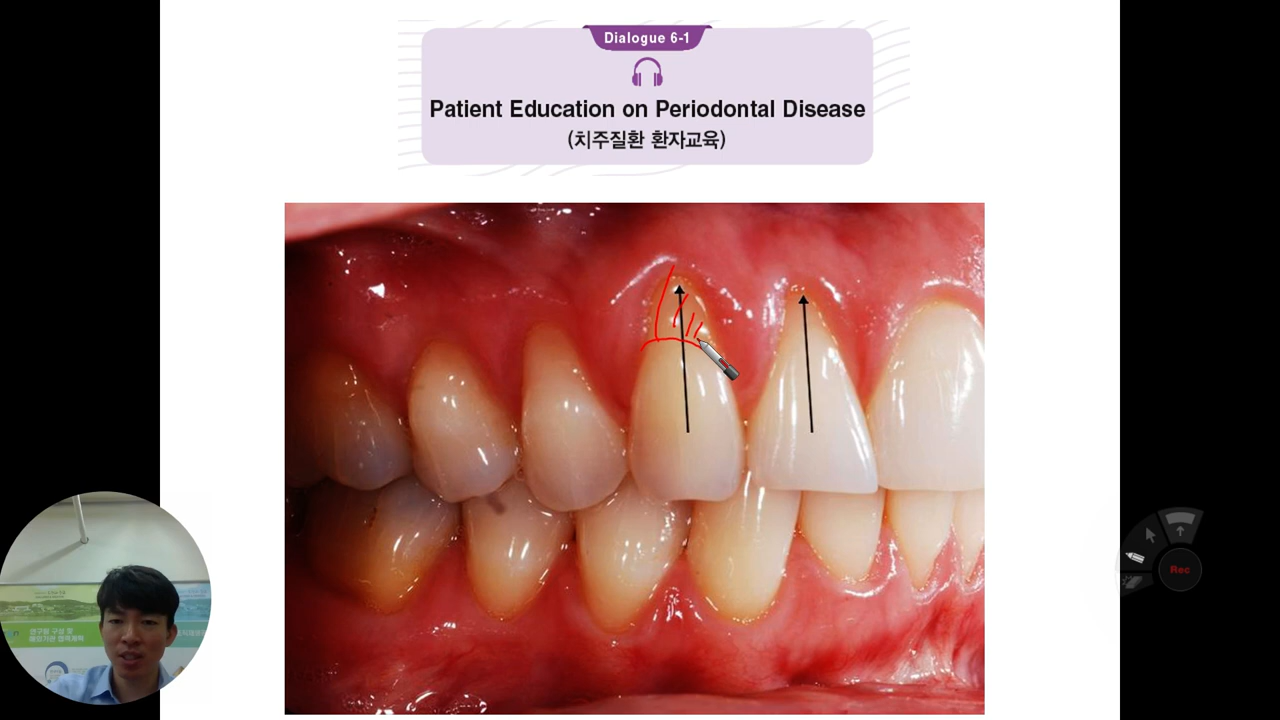 Dialogue 6-1
Patient Education on Periodontal Disease
(치주질환 환자교육)
Rec